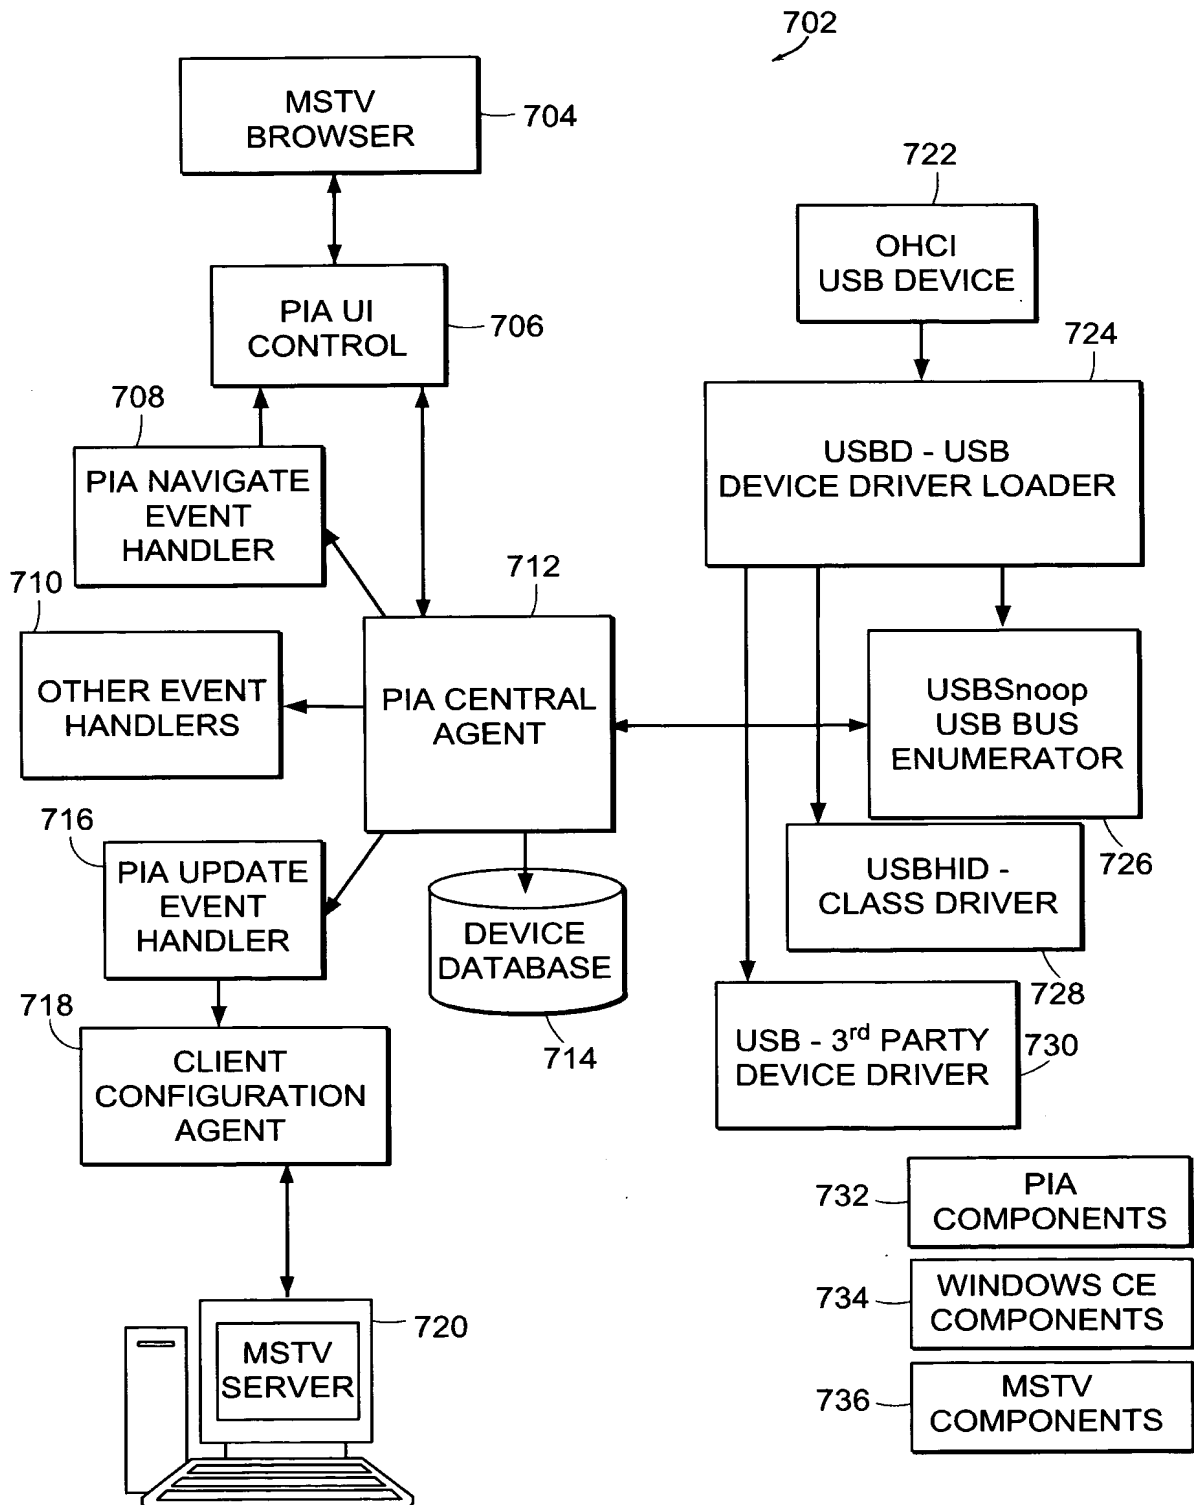 702
MSTV
BROWSER
704
722
OHCI
USB DEVICE
PIA UI
CONTROL
706
724
708
USBD - USB
DEVICE DRIVER LOADER
PIA NAVIGATE
EVENT
HANDLER
710
712
OTHER EVENT
HANDLERS
PIA CENTRAL
AGENT
USBSnoop
USB BUS
ENUMERATOR
726
716
PIA UPDATE
EVENT
HANDLER
USBHID -
CLASS DRIVER
728
DEVICE
DATABASE
714
718
CLIENT
CONFIGURATION
AGENT
USB - 3rd PARTY
DEVICE DRIVER
730
732
PIA
COMPONENTS
734
WINDOWS CE
COMPONENTS
720
MSTV
SERVER
736
MSTV
COMPONENTS